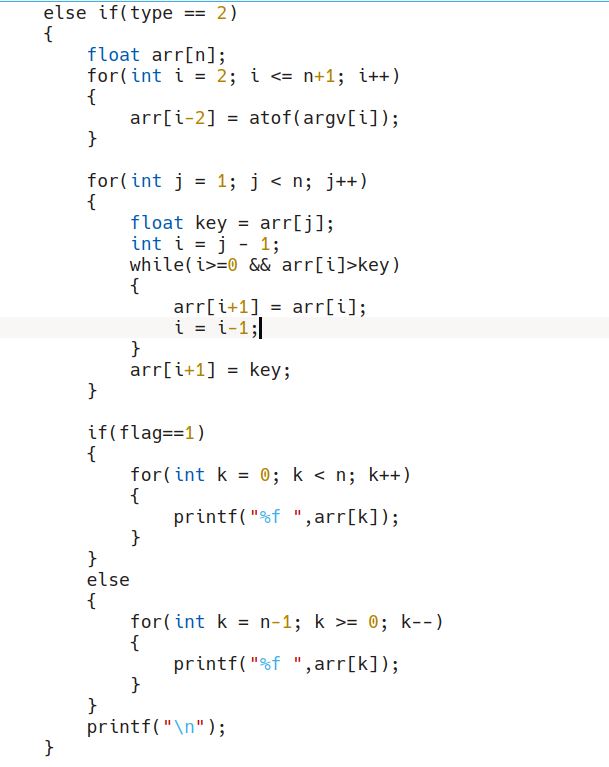 else if(type == 2)
{
    float arr[n];
    for(int i = 2; i <= n+1; i++)
    {
        arr[i-2] = atof(argv[i]);
    }

    for(int j = 1; j < n; j++)
    {
        float key = arr[j];
        int i = j - 1;
        while(i>=0 && arr[i]>key)
        {
            arr[i+1] = arr[i];
            i = i-1;
        }
        arr[i+1] = key;
    }

    if(flag==1)
    {
        for(int k = 0; k < n; k++)
        {
            printf("%f ",arr[k]);
        }
    }
    else
    {
        for(int k = n-1; k >= 0; k--)
        {
            printf("%f ",arr[k]);
        }
    }
    printf("\n");
}